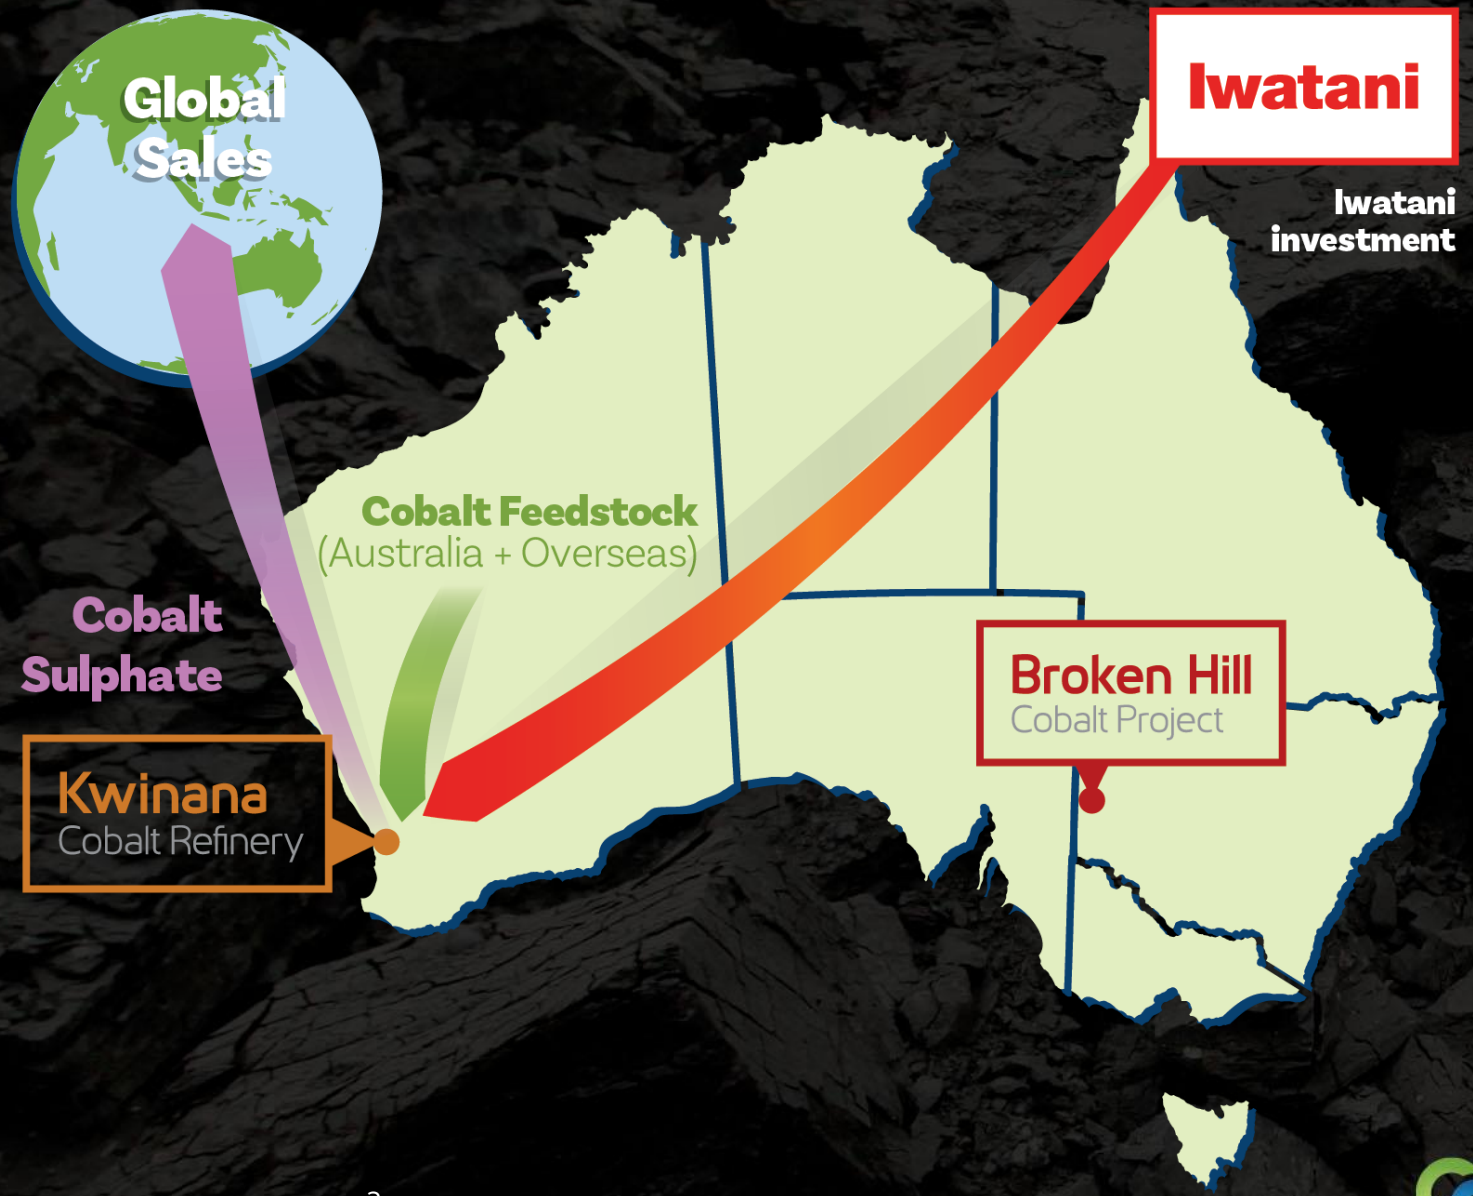 Global
Sales
Iwatani
Iwatani
investment
Cobalt Feedstock
(Australia + Overseas)
Cobalt
Sulphate
Broken Hill
Cobalt Project
Kwinana
Cobalt Refinery